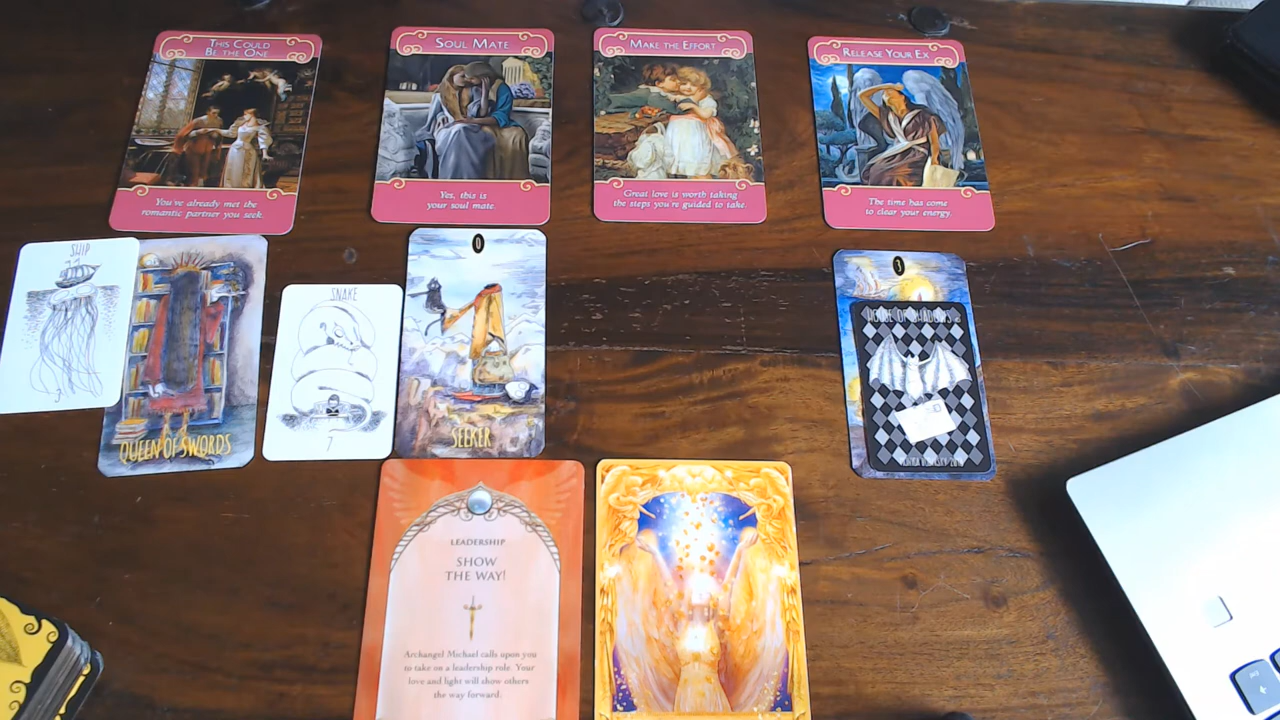 THIS COULD
BE THE ONE
You've already met the
romantic partner you seek.
SOUL MATE
Yes, this is
your soul mate.
MAKE THE EFFORT
Great love is worth taking
the steps you're guided to take.
RELEASE YOUR EX
The time has come
to clear your energy.
SHIP
QUEEN OF SWORDS
SNAKE
7
0
SEEKER
3
HOUSE OF SHADOWS
LEADERSHIP
SHOW
THE WAY!
Archangel Michael calls upon you
to take on a leadership role. Your
love and light will show others
the way forward.